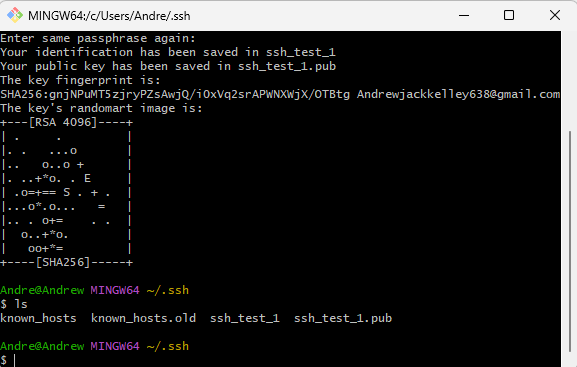 MINGW64:/c/Users/Andre/.ssh
Enter same passphrase again:
Your identification has been saved in ssh_test_1
Your public key has been saved in ssh_test_1.pub
The key fingerprint is:
SHA256:gnjNPuMT5zjryPZsAwjQ/iOxVq2srAPWNXWjX/OTBtg Andrewjackkelley638@gmail.com
The key's randomart image is:
+---[RSA 4096]----+
| .     .         |
|. .   ...o       |
|..   o..o +      |
|. ..+*o. . E     |
| .o=+== S . + .  |
|...o*.o...   =   |
|.. . o+=    . .  |
|  o..+*o.        |
|   oo+*=         |
+----[SHA256]-----+
Andre@Andrew MINGW64 ~/.ssh
$ ls
known_hosts  known_hosts.old  ssh_test_1  ssh_test_1.pub
Andre@Andrew MINGW64 ~/.ssh
$